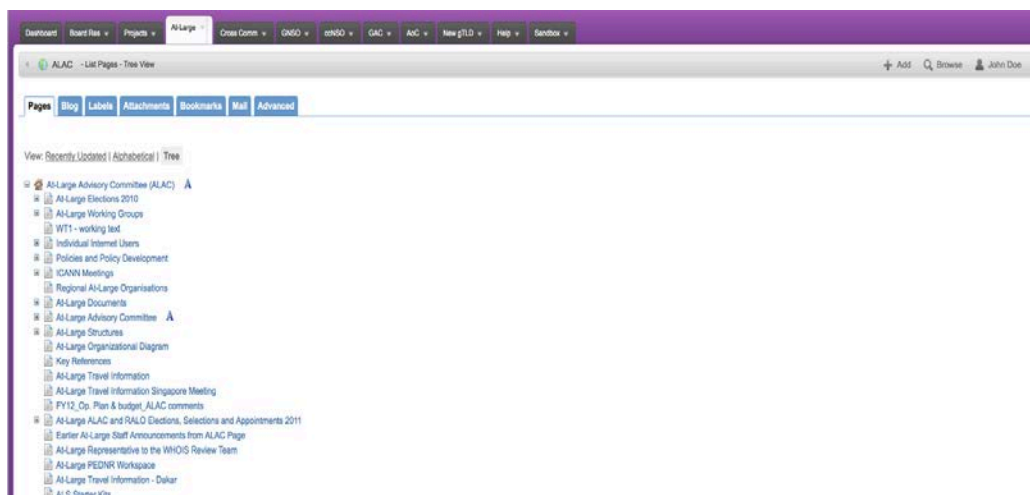 Dashboard Board Res Projects At-Large Cross Comm GNSO ccNSO GAC AoC New gTLD Help Sandbox
ALAC - List Pages - Tree View Add Browse John Doe
Pages Blog Labels Attachments Bookmarks Mail Advanced
View: Recently Updated | Alphabetical | Tree
At-Large Advisory Committee (ALAC) A
At-Large Elections 2010
At-Large Working Groups
WT1 - working text
Individual Internet Users
Policies and Policy Development
ICANN Meetings
Regional At-Large Organisations
At-Large Documents
At-Large Advisory Committee A
At-Large Structures
At-Large Organizational Diagram
Key References
At-Large Travel Information
At-Large Travel Information Singapore Meeting
FY12_Op. Plan & budget_ALAC comments
At-Large ALAC and RALO Elections, Selections and Appointments 2011
Earlier At-Large Staff Announcements from ALAC Page
At-Large Representative to the WHOIS Review Team
At-Large PEDNR Workspace
At-Large Travel Information - Dakar
ALS Starter Kits